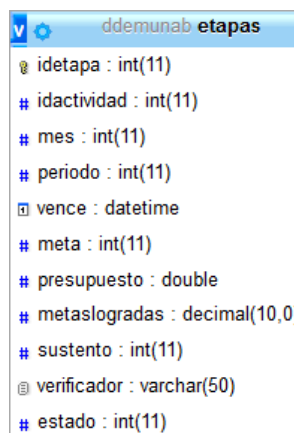 v ddemunab etapas
idetapa : int(11)
# idactividad : int(11)
# mes : int(11)
# periodo : int(11)
vence : datetime
# meta : int(11)
# presupuesto : double
# metaslogradas : decimal(10,0
# sustento : int(11)
verificador : varchar(50)
# estado : int(11)